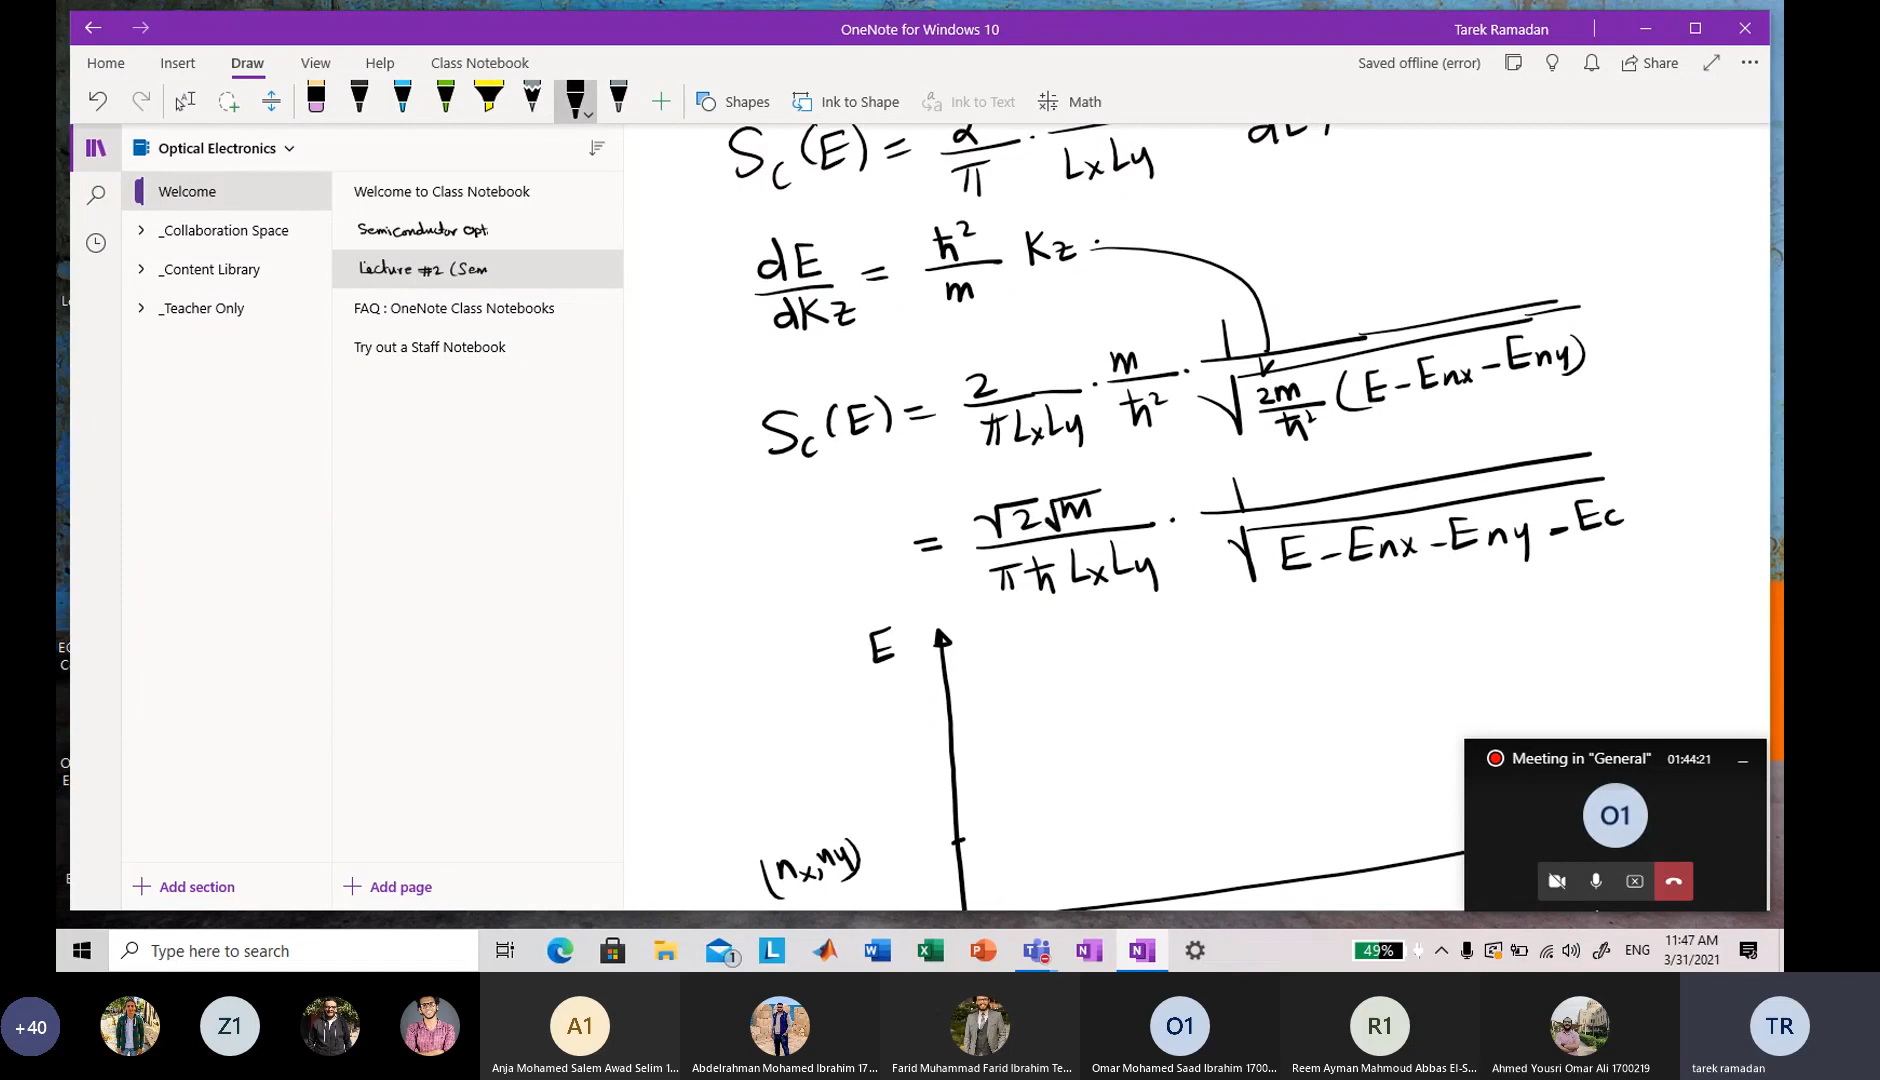 OneNote for Windows 10
Tarek Ramadan
Home Insert Draw View Help Class Notebook
Saved offline (error) Share
Shapes Ink to Shape Ink to Text Math
Optical Electronics
Welcome
_Collaboration Space
_Content Library
_Teacher Only
Welcome to Class Notebook
Semiconductor Opti
Lecture #2 (Sem
FAQ : OneNote Class Notebooks
Try out a Staff Notebook
Add section
Add page
S_c(E) = 2/π · LxLy
dE/dKz = ħ²/m Kz
S_c(E) = 2/(πLxLy) · m/ħ² · 1/√(2m/ħ² (E - Enx - Eny))
= √2√m/(πħLxLy) · 1/√(E - Enx - Eny - Ec)
E
(nx,ny)
Meeting in "General" 01:44:21
O1
Type here to search
1
L
49%
ENG
11:47 AM
3/31/2021
+40
Z1
A1
O1
R1
TR
Anja Mohamed Salem Awad Selim 1...
Abdelrahman Mohamed Ibrahim 17...
Farid Muhammad Farid Ibrahim Te...
Omar Mohamed Saad Ibrahim 1700...
Reem Ayman Mahmoud Abbas El-S...
Ahmed Yousri Omar Ali 1700219
tarek ramadan